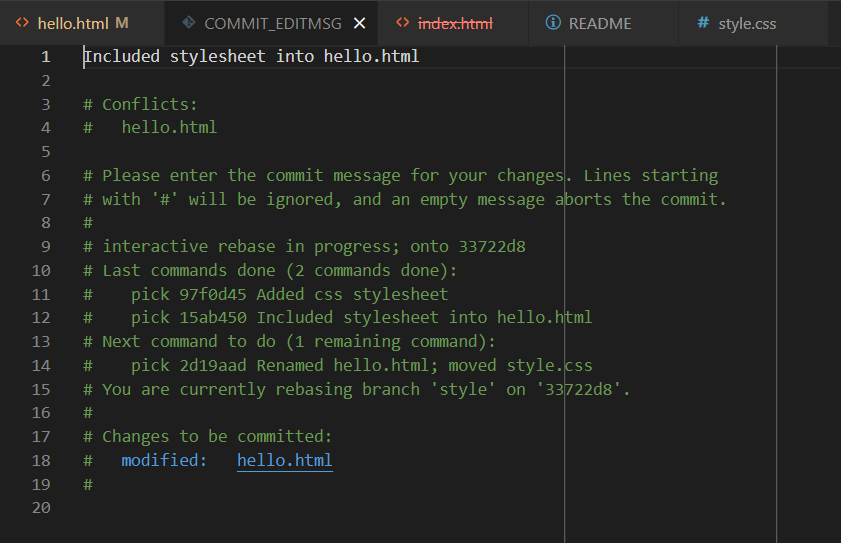 hello.html M COMMIT_EDITMSG index.html README style.css
1 Included stylesheet into hello.html
2
3 # Conflicts:
4 #   hello.html
5
6 # Please enter the commit message for your changes. Lines starting
7 # with '#' will be ignored, and an empty message aborts the commit.
8 #
9 # interactive rebase in progress; onto 33722d8
10 # Last commands done (2 commands done):
11 #    pick 97f0d45 Added css stylesheet
12 #    pick 15ab450 Included stylesheet into hello.html
13 # Next command to do (1 remaining command):
14 #    pick 2d19aad Renamed hello.html; moved style.css
15 # You are currently rebasing branch 'style' on '33722d8'.
16 #
17 # Changes to be committed:
18 #   modified:   hello.html
19 #
20